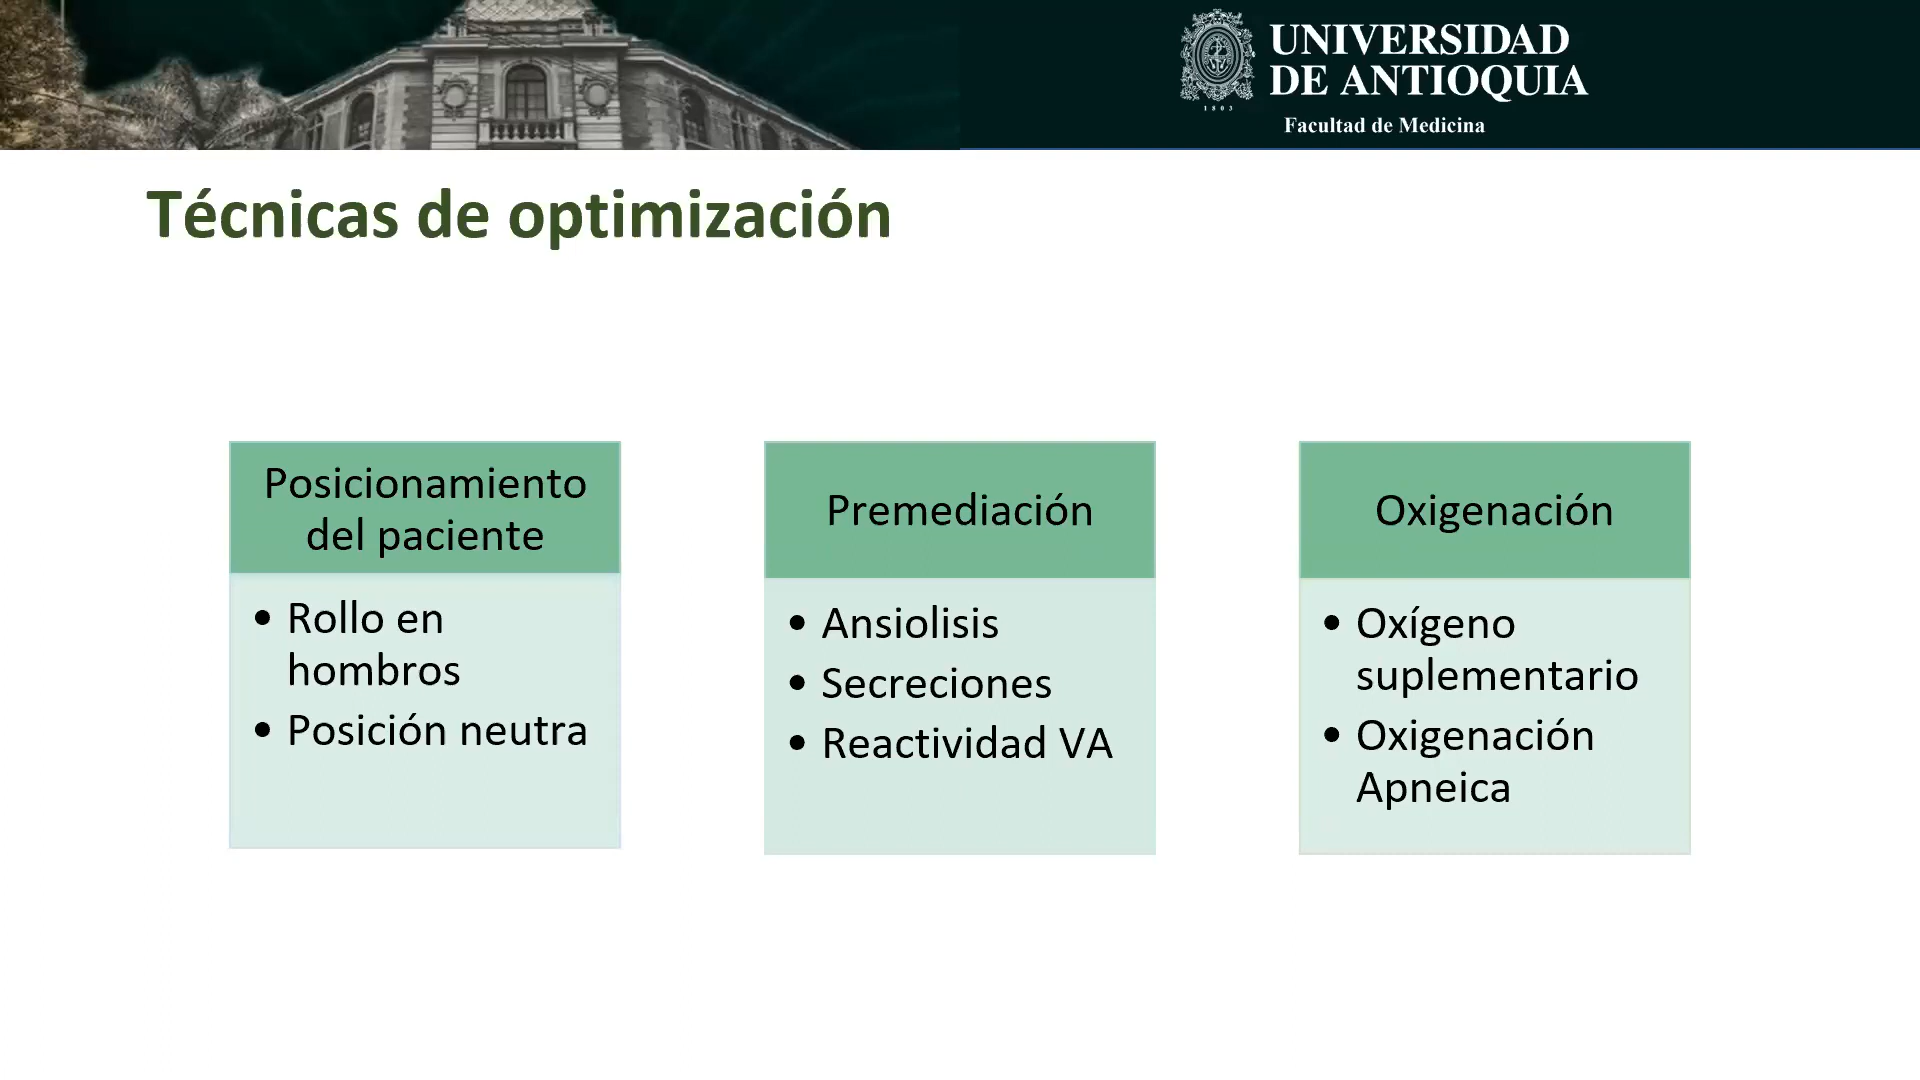 UNIVERSIDAD
DE ANTIOQUIA
1803
Facultad de Medicina
Técnicas de optimización
Posicionamiento
del paciente
• Rollo en
hombros
• Posición neutra
Premediación
• Ansiolisis
• Secreciones
• Reactividad VA
Oxigenación
• Oxígeno
suplementario
• Oxigenación
Apneica